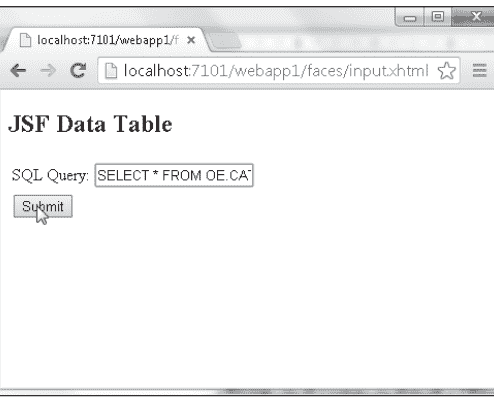 localhost:7101/webapp1/f
localhost:7101/webapp1/faces/input.xhtml
JSF Data Table
SQL Query: SELECT * FROM OE.CAT
Submit